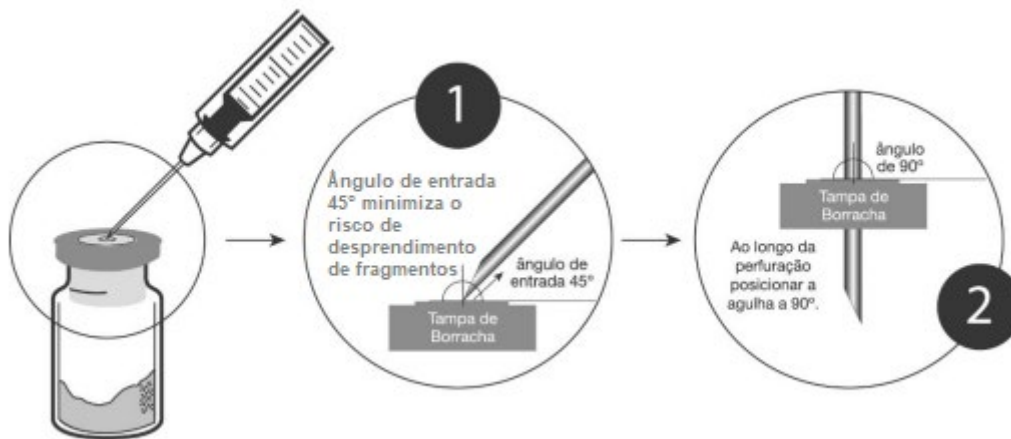 1
Ângulo de entrada
45° minimiza o
risco de
desprendimento
de fragmentos
ângulo de
entrada 45°
Tampa de
Borracha
ângulo
de 90º
Tampa de
Borracha
Ao longo da
perfuração
posicionar a
agulha a 90º.
2